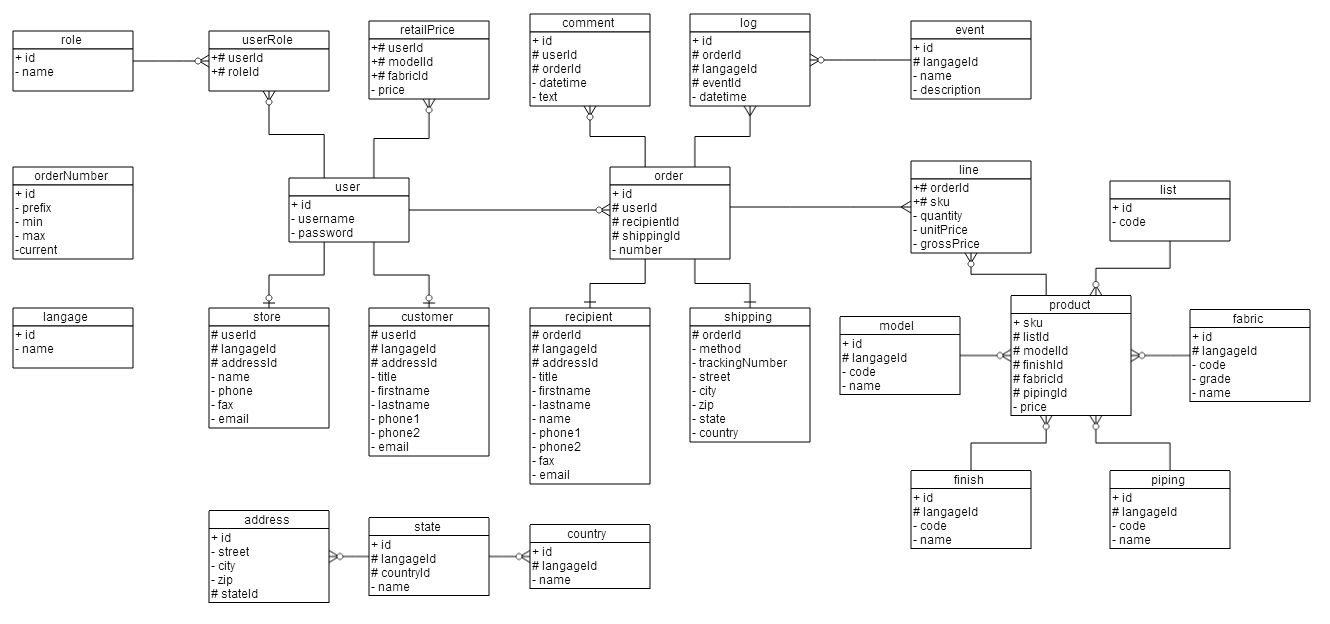 role
+ id
- name
userRole
+# userId
+# roleId
retailPrice
+# userId
+# modelId
+# fabricId
- price
comment
+ id
# userId
# orderId
- datetime
- text
log
+ id
# orderId
# langageId
# eventId
- datetime
event
+ id
# langageId
- name
- description
orderNumber
+ id
- prefix
- min
- max
-current
user
+ id
- username
- password
order
+ id
# userId
# recipientId
# shippingId
- number
line
+# orderId
+# sku
- quantity
- unitPrice
- grossPrice
list
+ id
- code
langage
+ id
- name
store
# userId
# langageId
# addressId
- name
- phone
- fax
- email
customer
# userId
# langageId
# addressId
- title
- firstname
- lastname
- phone1
- phone2
- email
recipient
# orderId
# langageId
# addressId
- title
- firstname
- lastname
- name
- phone1
- phone2
- fax
- email
shipping
# orderId
- method
- trackingNumber
- street
- city
- zip
- state
- country
model
+ id
# langageId
- code
- name
product
+ sku
# listId
# modelId
# finishId
# fabricId
# pipingId
- price
fabric
+ id
# langageId
- code
- grade
- name
finish
+ id
# langageId
- code
- name
piping
+ id
# langageId
- code
- name
address
+ id
- street
- city
- zip
# stateId
state
+ id
# langageId
# countryId
- name
country
+ id
# langageId
- name